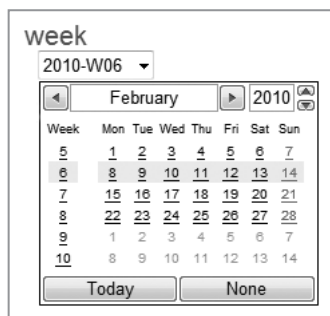 week
2010-W06
February 2010
Week Mon Tue Wed Thu Fri Sat Sun
5 1 2 3 4 5 6 7
6 8 9 10 11 12 13 14
7 15 16 17 18 19 20 21
8 22 23 24 25 26 27 28
9 1 2 3 4 5 6 7
10 8 9 10 11 12 13 14
Today None